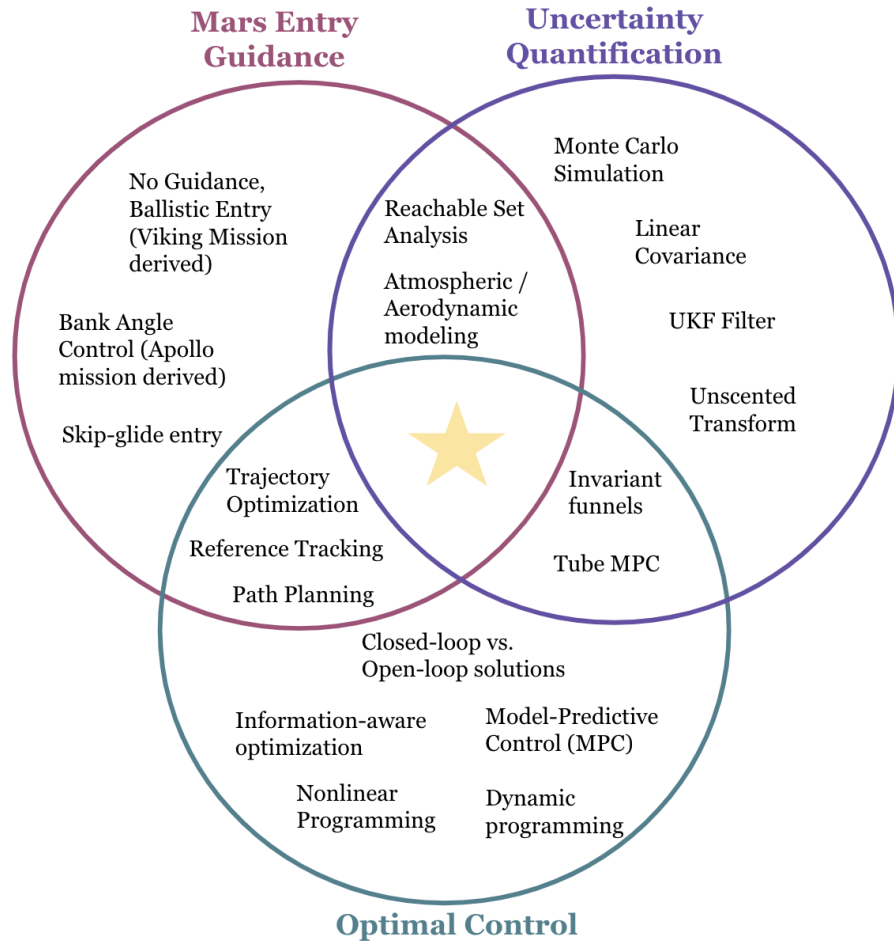 Mars Entry
Guidance
Uncertainty
Quantification
No Guidance,
Ballistic Entry
(Viking Mission
derived)
Bank Angle
Control (Apollo
mission derived)
Skip-glide entry
Reachable Set
Analysis
Atmospheric /
Aerodynamic
modeling
Monte Carlo
Simulation
Linear
Covariance
UKF Filter
Unscented
Transform
Trajectory
Optimization
Reference Tracking
Path Planning
Invariant
funnels
Tube MPC
Closed-loop vs.
Open-loop solutions
Information-aware
optimization
Model-Predictive
Control (MPC)
Nonlinear
Programming
Dynamic
programming
Optimal Control